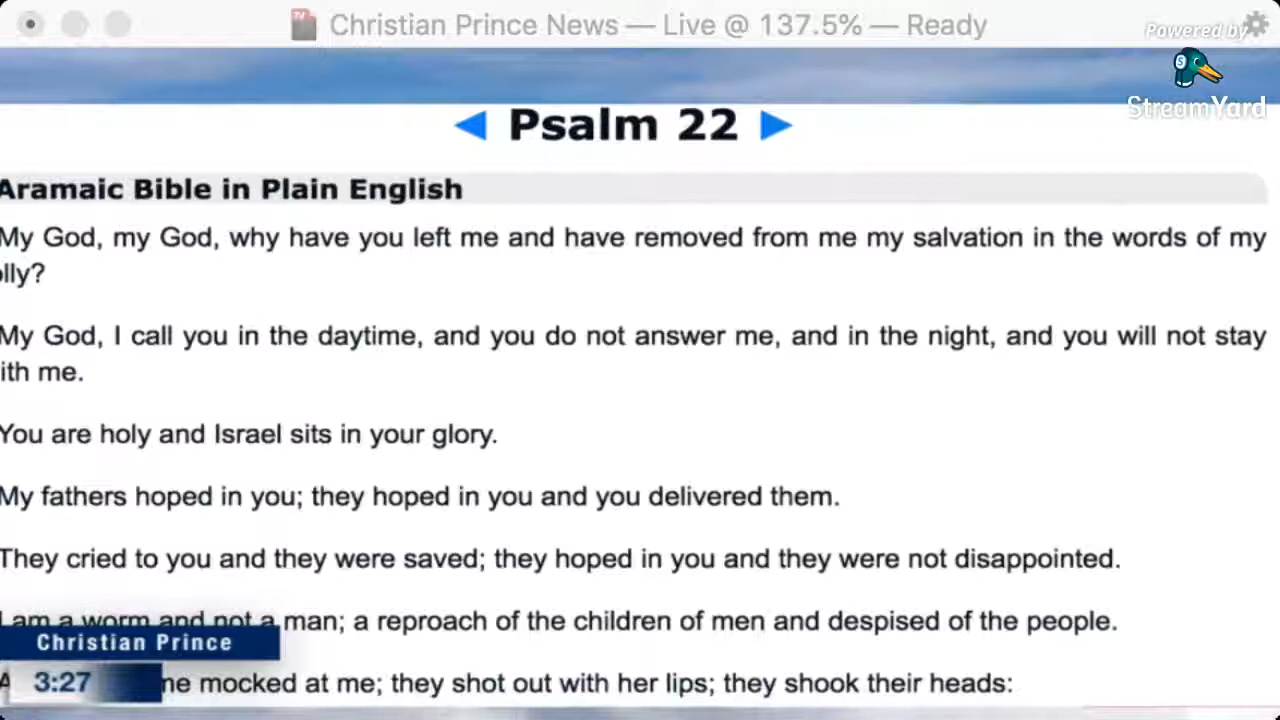 Christian Prince News — Live @ 137.5% — Ready
Powered by
StreamYard
Psalm 22
Aramaic Bible in Plain English
My God, my God, why have you left me and have removed from me my salvation in the words of my
olly?
My God, I call you in the daytime, and you do not answer me, and in the night, and you will not stay
ith me.
You are holy and Israel sits in your glory.
My fathers hoped in you; they hoped in you and you delivered them.
They cried to you and they were saved; they hoped in you and they were not disappointed.
I am a worm and not a man; a reproach of the children of men and despised of the people.
Christian Prince
3:27
me mocked at me; they shot out with her lips; they shook their heads: